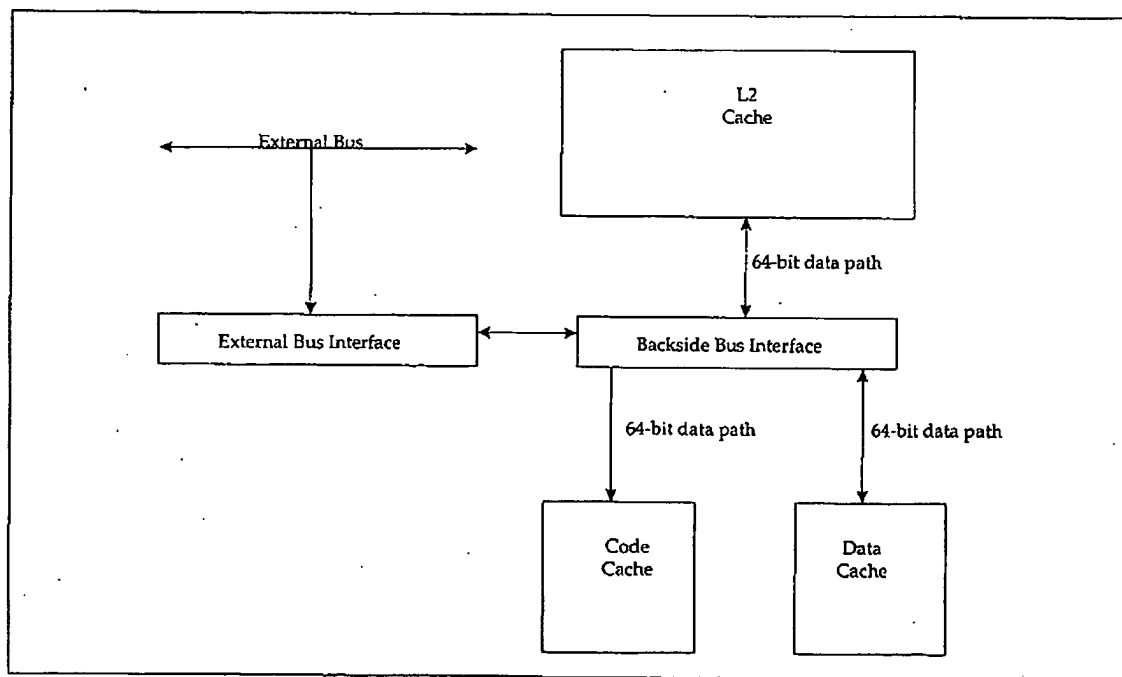 L2
Cache
External Bus
64-bit data path
External Bus Interface
Backside Bus Interface
64-bit data path
64-bit data path
Code
Cache
Data
Cache